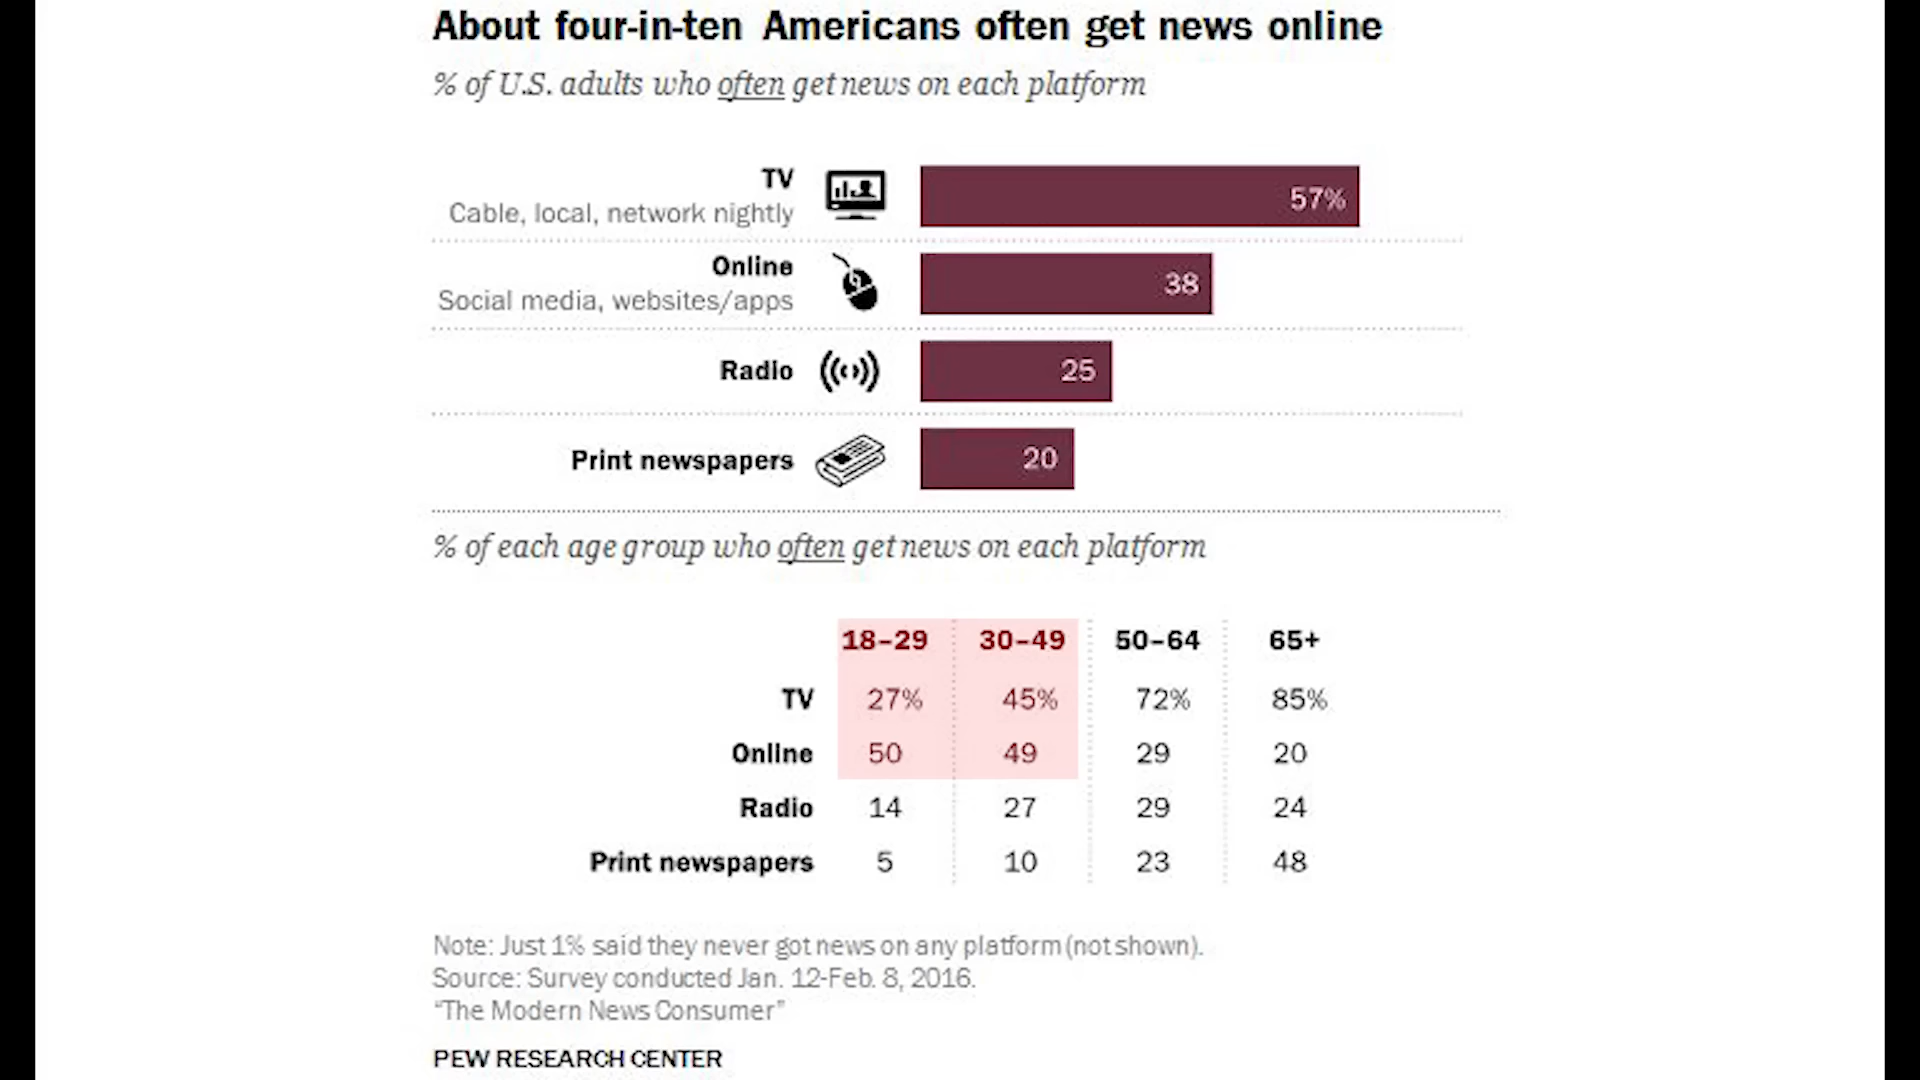 About four-in-ten Americans often get news online
% of U.S. adults who often get news on each platform
TV
Cable, local, network nightly
57%
Online
Social media, websites/apps
38
Radio
25
Print newspapers
20
% of each age group who often get news on each platform
18–29 30–49 50–64 65+
TV 27% 45% 72% 85%
Online 50 49 29 20
Radio 14 27 29 24
Print newspapers 5 10 23 48
Note: Just 1% said they never got news on any platform (not shown).
Source: Survey conducted Jan. 12-Feb. 8, 2016.
“The Modern News Consumer”
PEW RESEARCH CENTER